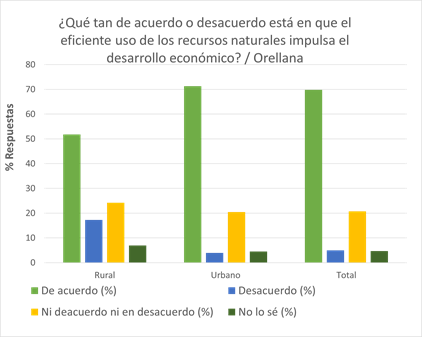 ¿Qué tan de acuerdo o desacuerdo está en que el
eficiente uso de los recursos naturales impulsa el
desarrollo económico? / Orellana
% Respuestas
80
70
60
50
40
30
20
10
0
Rural Urbano Total
De acuerdo (%) Desacuerdo (%)
Ni deacuerdo ni en desacuerdo (%) No lo sé (%)